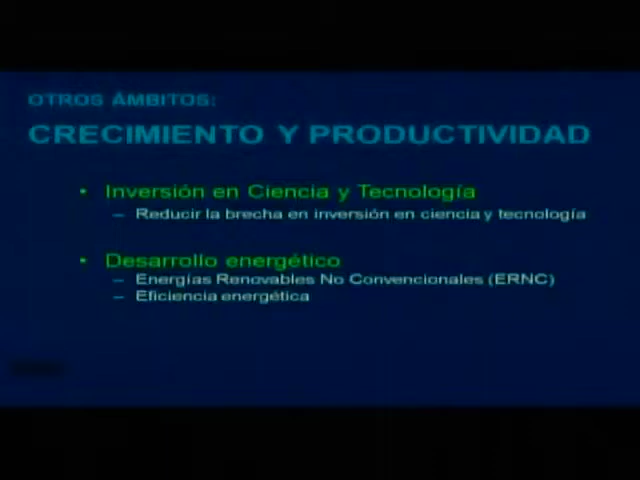 OTROS ÁMBITOS:
CRECIMIENTO Y PRODUCTIVIDAD
• Inversión en Ciencia y Tecnología
– Reducir la brecha en inversión en ciencia y tecnología
• Desarrollo energético
– Energías Renovables No Convencionales (ERNC)
– Eficiencia energética